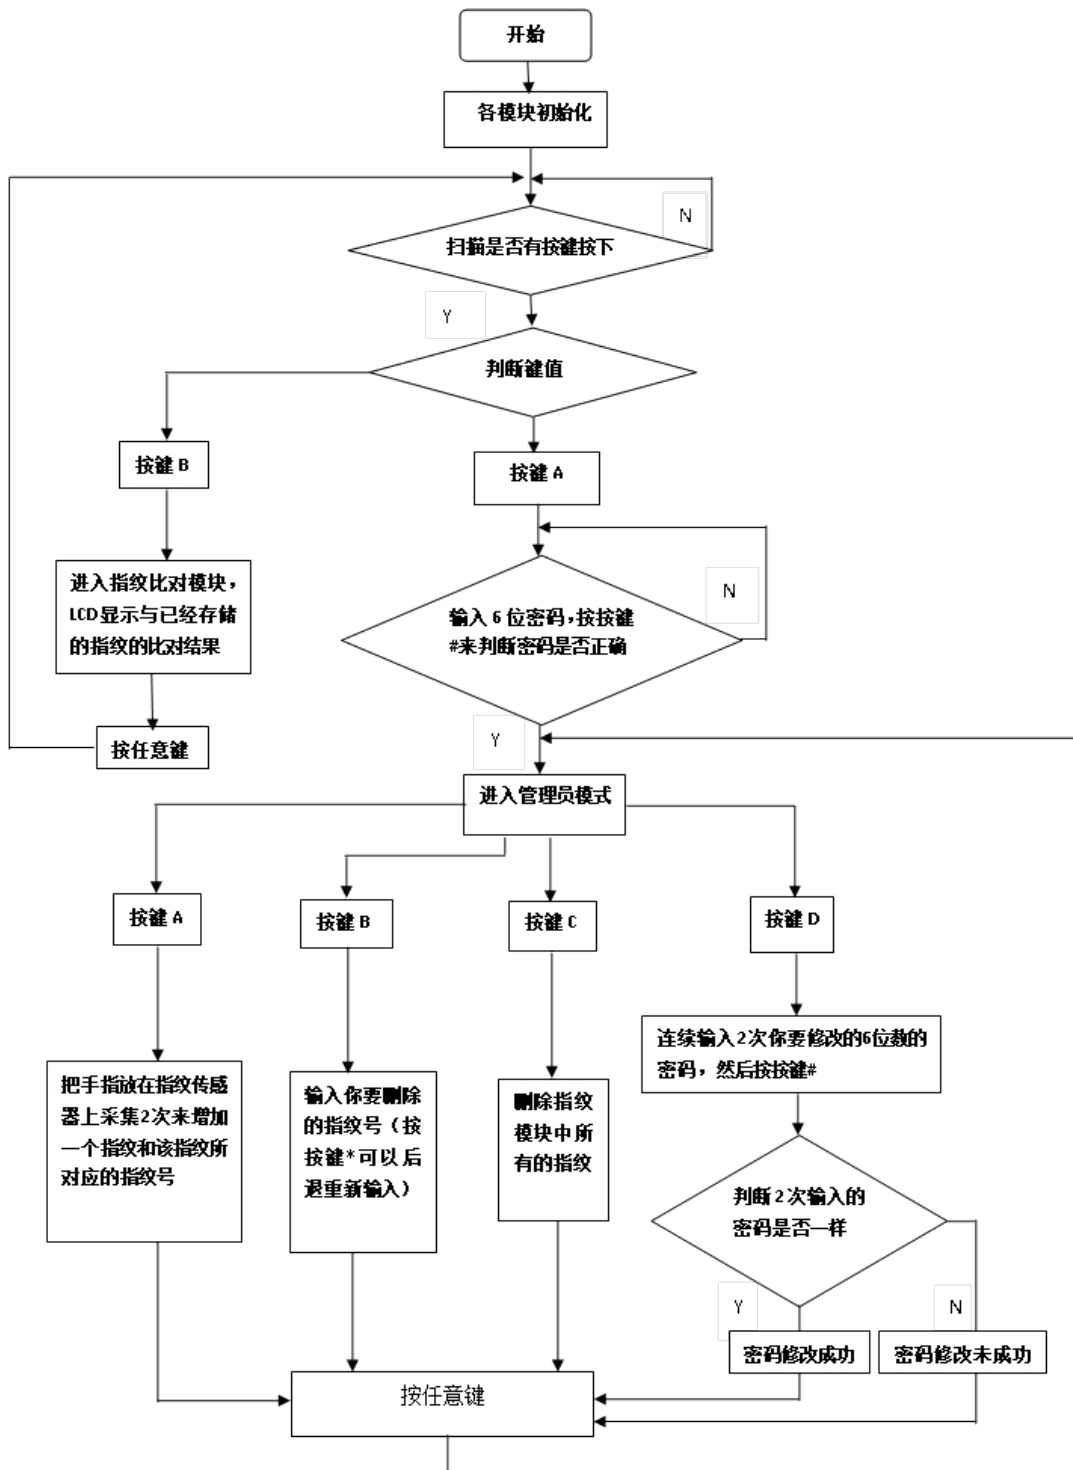 开始
各模块初始化
N
扫描是否有按键按下
Y
判断键值
按键 B
按键 A
进入指纹比对模块，
LCD显示与已经存储
的指纹的比对结果
N
输入 6 位密码，按按键
#来判断密码是否正确
按任意键
Y
进入管理员模式
按键 A
按键 B
按键 C
按键 D
把手指放在指纹传感
器上采集2次来增加
一个指纹和该指纹所
对应的指纹号
输入你要删除
的指纹号（按
按键*可以后
退重新输入）
删除指纹
模块中所
有的指纹
连续输入2次你要修改的6位数的
密码，然后按按键#
判断2次输入的
密码是否一样
Y
N
密码修改成功
密码修改未成功
按任意键